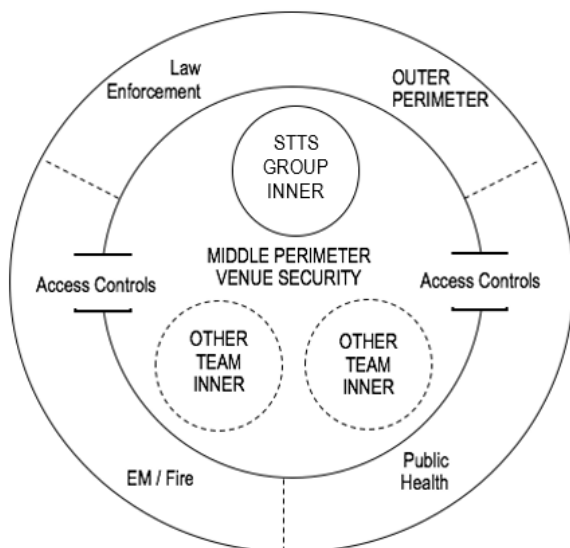 Law
Enforcement
OUTER
PERIMETER
STTS
GROUP
INNER
MIDDLE PERIMETER
VENUE SECURITY
Access Controls
Access Controls
OTHER
TEAM
INNER
OTHER
TEAM
INNER
EM / Fire
Public
Health